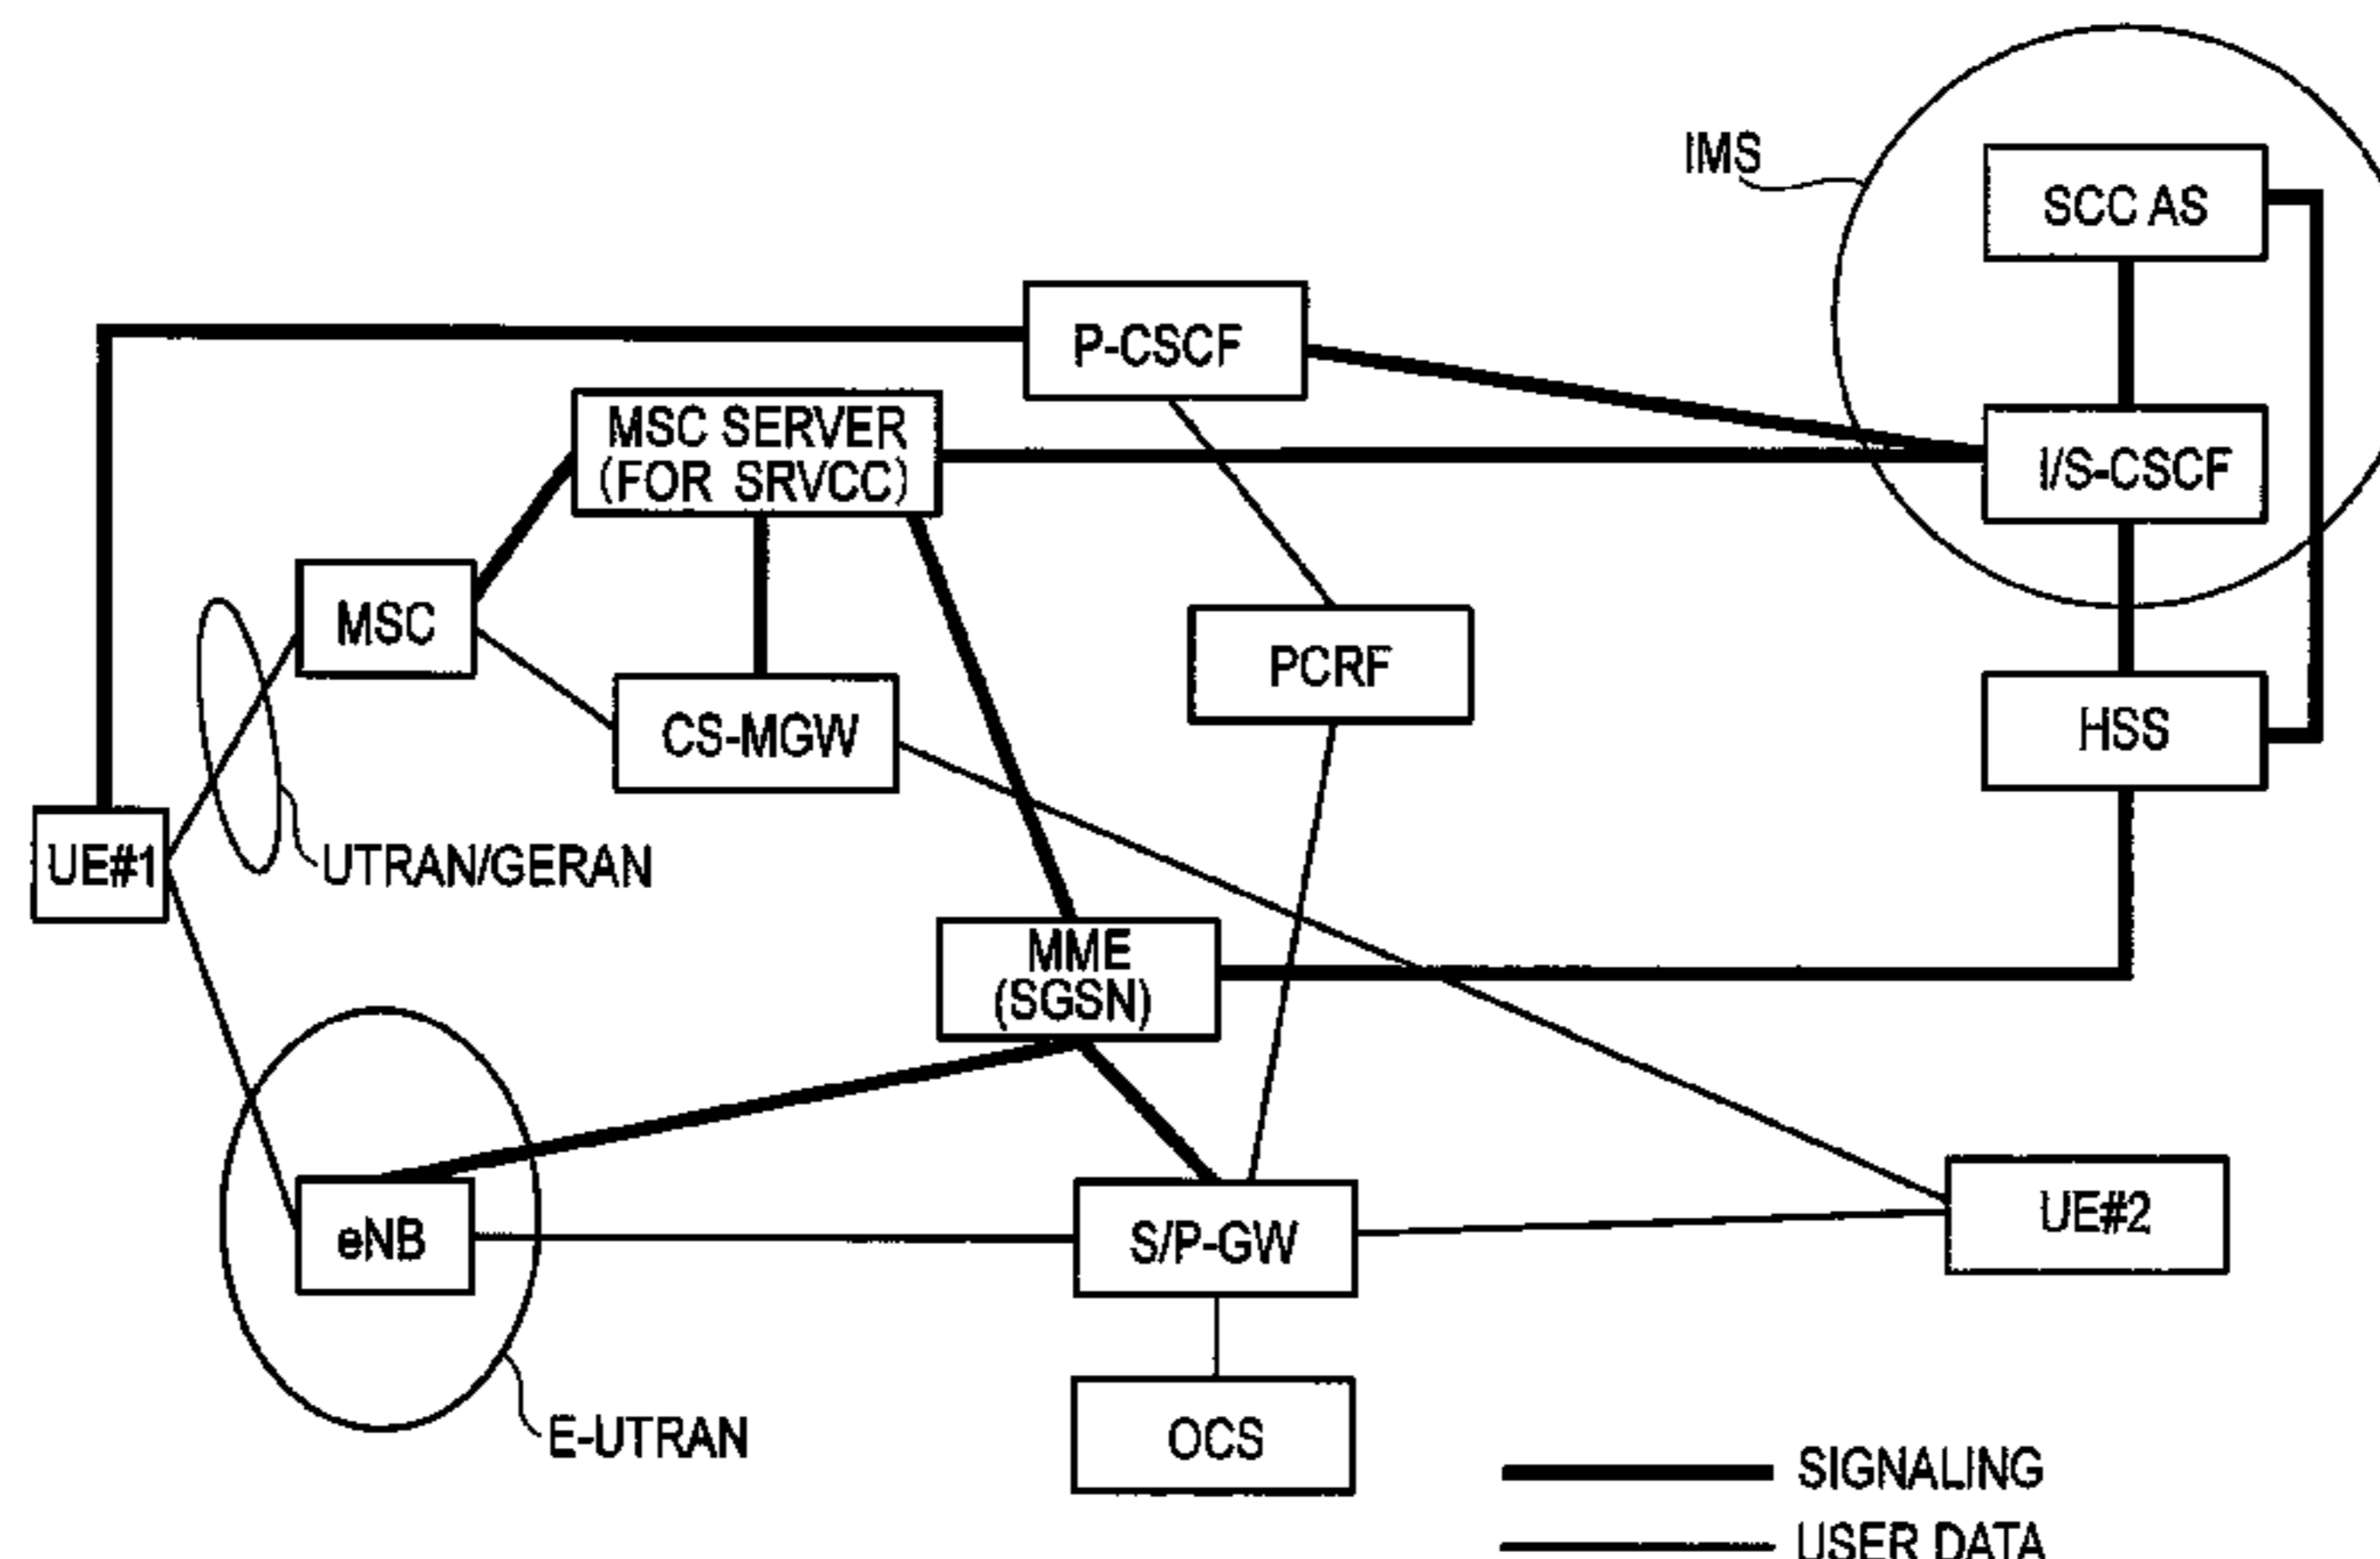 IMS
SCC AS
P-CSCF
MSC SERVER
(FOR SRVCC)
I/S-CSCF
MSC
PCRF
CS-MGW
HSS
UE#1
UTRAN/GERAN
MME
(SGSN)
UE#2
eNB
S/P-GW
E-UTRAN
OCS
SIGNALING
USER DATA